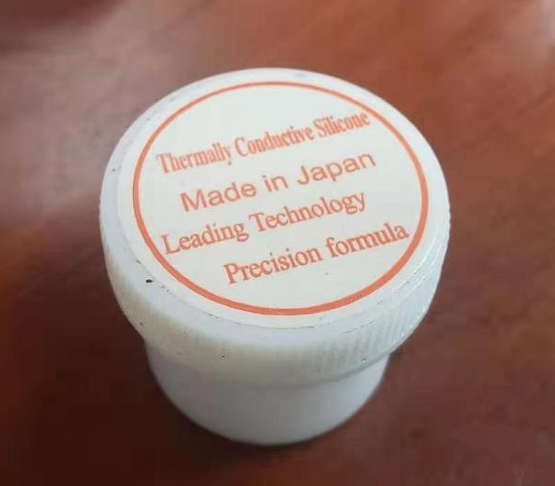 Thermally Conductive Silicone
Made in Japan
Leading Technology
Precision formula